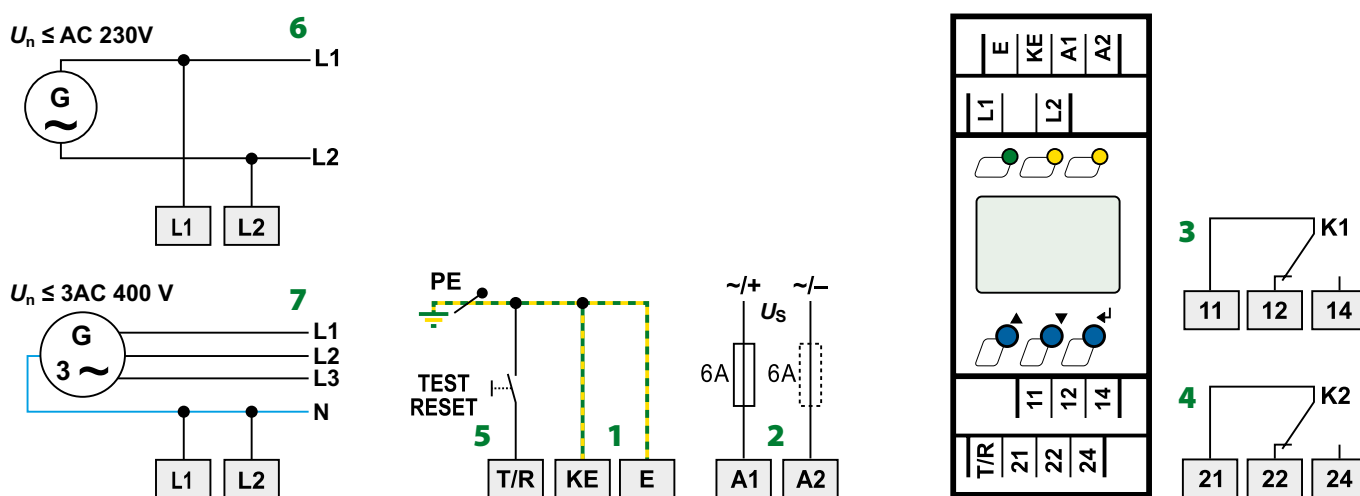 Un ≤ AC 230V
6
L1
G
~
L2
L1
L2
Un ≤ 3AC 400 V
7
G
3 ~
L1
L2
L3
N
L1
L2
PE
TEST
RESET
5
1
T/R
KE
E
~/+
~/–
US
6A
6A
2
A1
A2
E
KE
A1
A2
L1
L2
▲
▼
↵
11
12
14
T/R
21
22
24
3
K1
11
12
14
4
K2
21
22
24